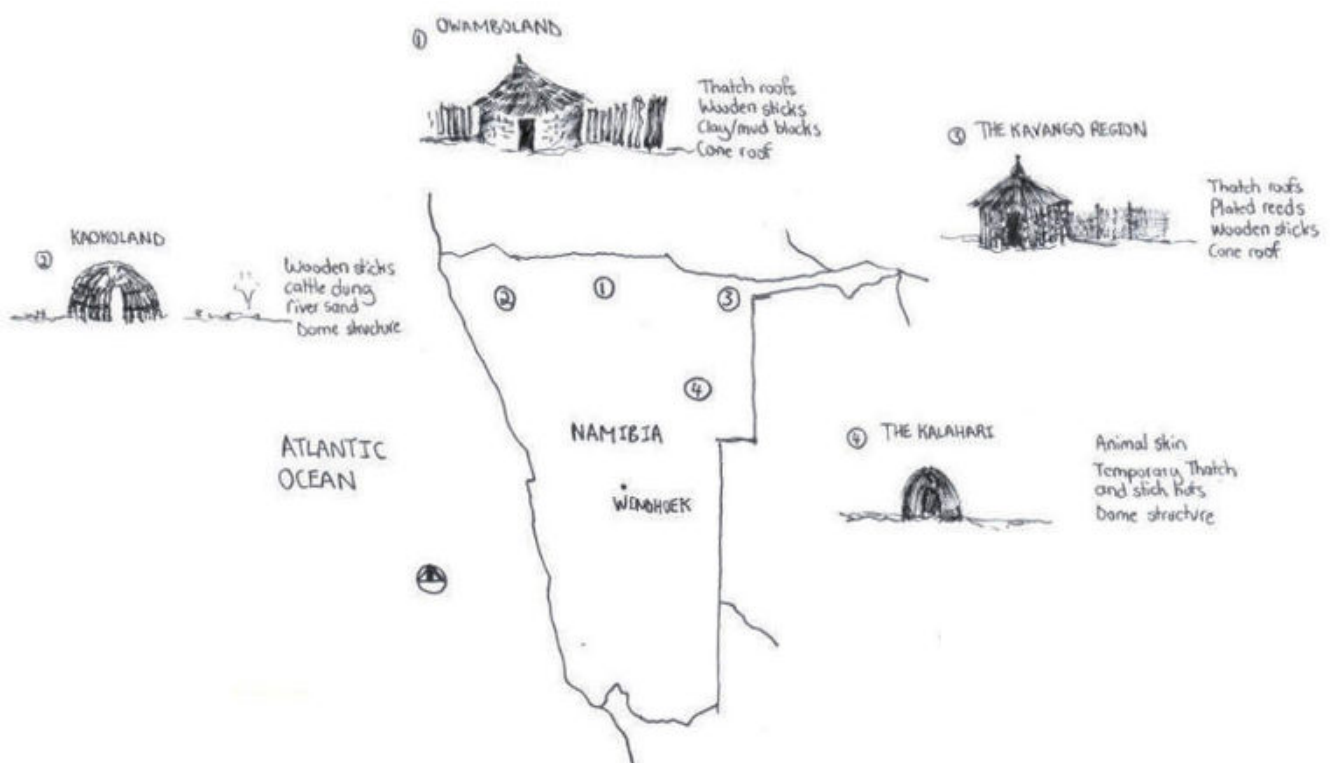 ① OWAMBOLAND
Thatch roofs
Wooden sticks
Clay/mud blocks
Cone roof
③ THE KAVANGO REGION
Thatch roofs
Plated reeds
Wooden sticks
Cone roof
② KAOKOLAND
Wooden sticks
cattle dung
river sand
Dome structure
② ① ③
④
NAMIBIA
WINDHOEK
ATLANTIC
OCEAN
④ THE KALAHARI
Animal skin
Temporary Thatch
and stick huts
Dome structure